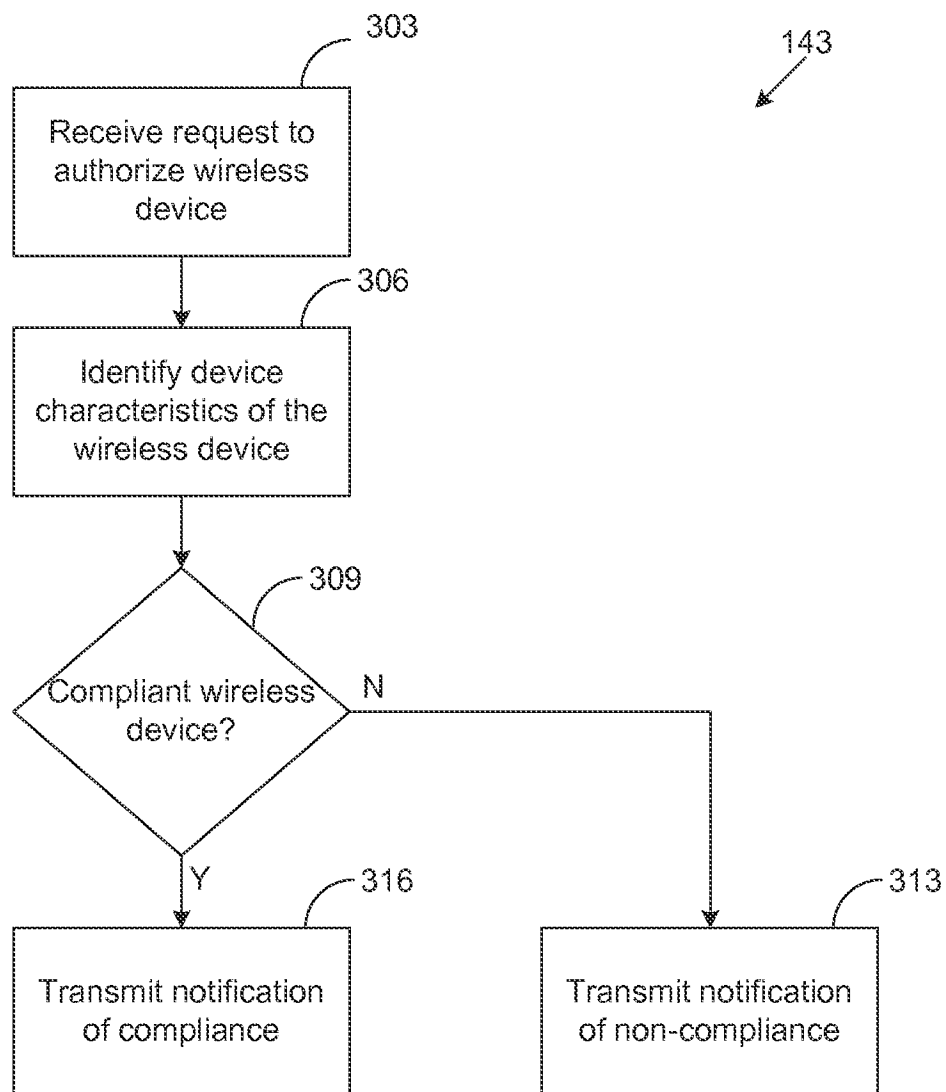 303
143
Receive request to
authorize wireless
device
306
Identify device
characteristics of the
wireless device
309
Compliant wireless
device?
N
Y
316
313
Transmit notification
of compliance
Transmit notification
of non-compliance